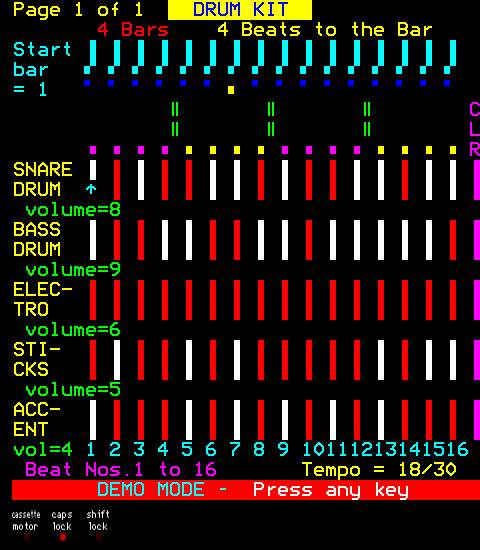 Page 1 of 1 DRUM KIT
4 Bars 4 Beats to the Bar
Start
bar
= 1
C
L
R
SNARE
DRUM
volume=8
BASS
DRUM
volume=9
ELEC-
TRO
volume=6
STI-
CKS
volume=5
ACC-
ENT
vol=4 1 2 3 4 5 6 7 8 9 10 11 12 13 14 15 16
Beat Nos.1 to 16 Tempo = 18/30
DEMO MODE - Press any key
cassette caps shift
motor lock lock